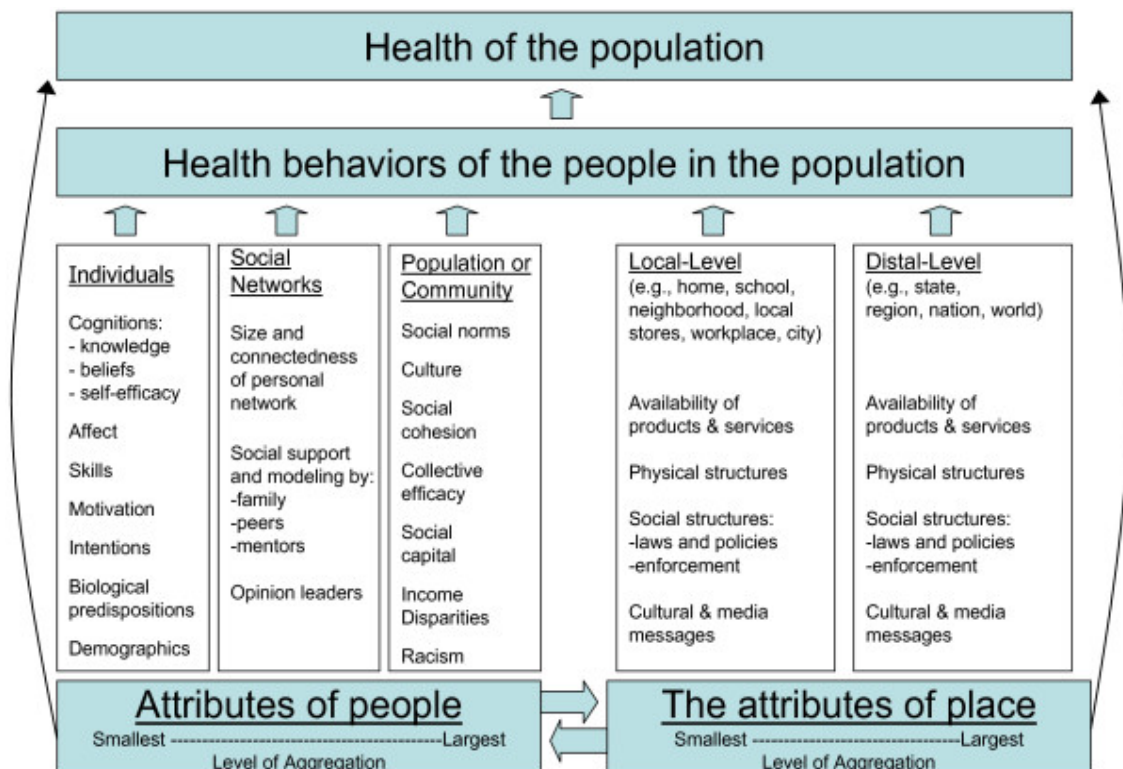 Health of the population
Health behaviors of the people in the population
Individuals
Cognitions:
- knowledge
- beliefs
- self-efficacy
Affect
Skills
Motivation
Intentions
Biological
predispositions
Demographics
Social
Networks
Size and
connectedness
of personal
network
Social support
and modeling by:
-family
-peers
-mentors
Opinion leaders
Population or
Community
Social norms
Culture
Social
cohesion
Collective
efficacy
Social
capital
Income
Disparities
Racism
Local-Level
(e.g., home, school,
neighborhood, local
stores, workplace, city)
Availability of
products & services
Physical structures
Social structures:
-laws and policies
-enforcement
Cultural & media
messages
Distal-Level
(e.g., state,
region, nation, world)
Availability of
products & services
Physical structures
Social structures:
-laws and policies
-enforcement
Cultural & media
messages
Attributes of people
Smallest ------------------------------------------Largest
Level of Aggregation
The attributes of place
Smallest ----------------------------------------Largest
Level of Aggregation